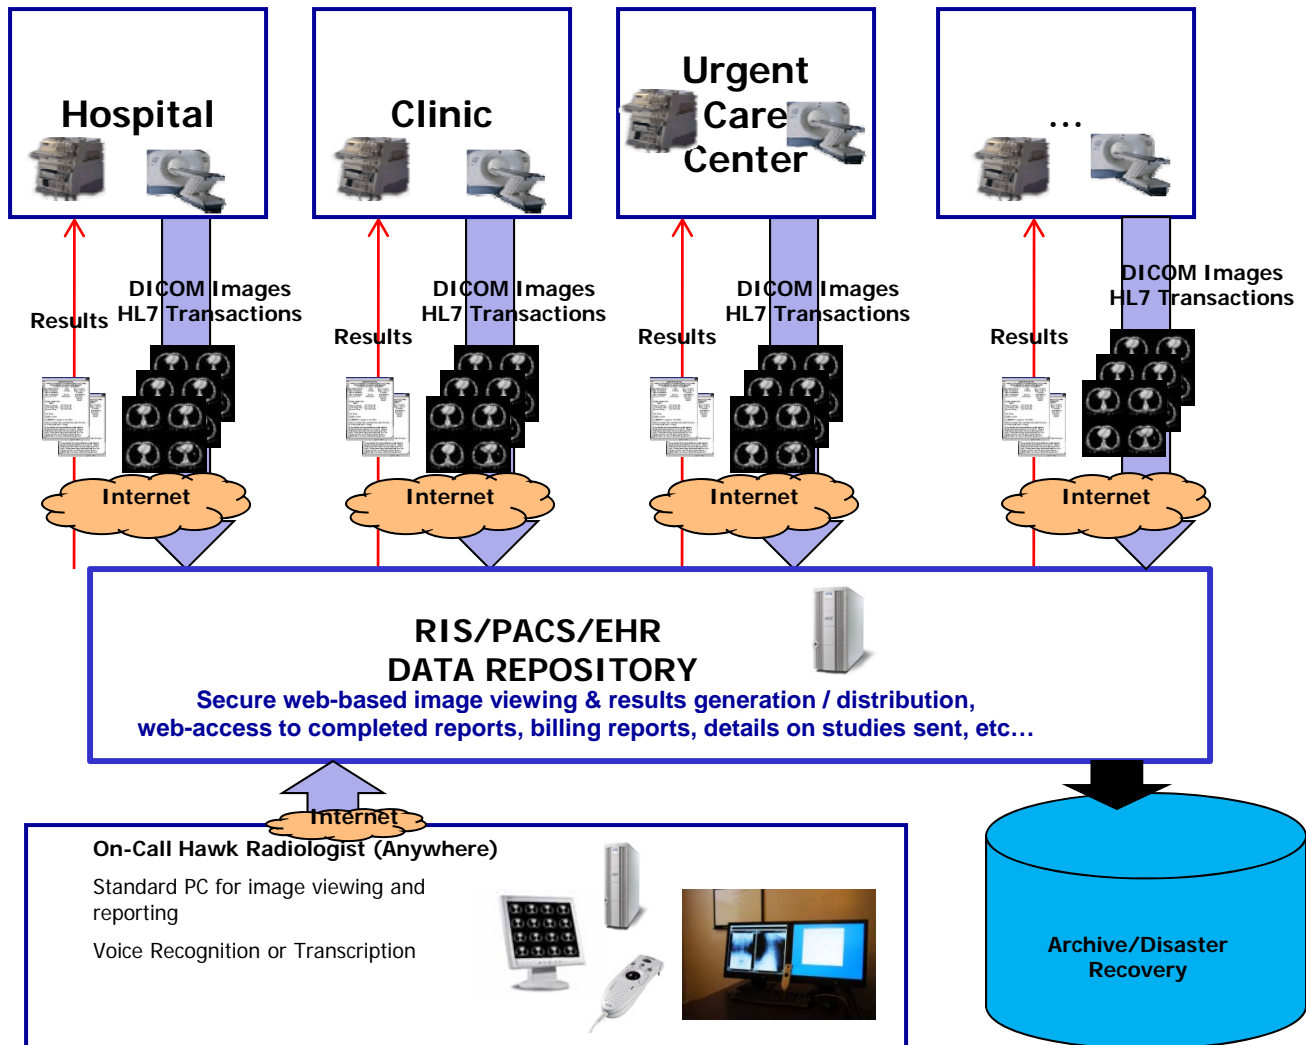 Hospital
Clinic
Urgent
Care
Center
...
DICOM Images
HL7 Transactions
Results
DICOM Images
HL7 Transactions
Results
DICOM Images
HL7 Transactions
Results
DICOM Images
HL7 Transactions
Results
Internet
Internet
Internet
Internet
RIS/PACS/EHR
DATA REPOSITORY
Secure web-based image viewing & results generation / distribution,
web-access to completed reports, billing reports, details on studies sent, etc...
Internet
On-Call Hawk Radiologist (Anywhere)
Standard PC for image viewing and
reporting
Voice Recognition or Transcription
Archive/Disaster
Recovery